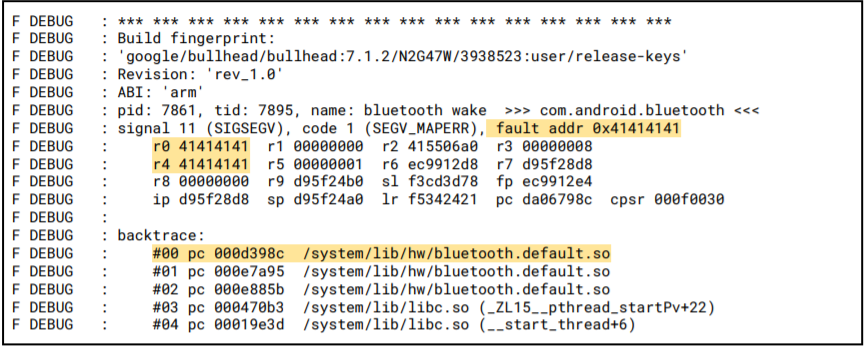 F DEBUG : *** *** *** *** *** *** *** *** *** *** *** *** *** *** *** ***
F DEBUG : Build fingerprint:
F DEBUG : 'google/bullhead/bullhead:7.1.2/N2G47W/3938523:user/release-keys'
F DEBUG : Revision: 'rev_1.0'
F DEBUG : ABI: 'arm'
F DEBUG : pid: 7861, tid: 7895, name: bluetooth wake >>> com.android.bluetooth <<<
F DEBUG : signal 11 (SIGSEGV), code 1 (SEGV_MAPERR), fault addr 0x41414141
F DEBUG : r0 41414141 r1 00000000 r2 415506a0 r3 00000008
F DEBUG : r4 41414141 r5 00000001 r6 ec9912d8 r7 d95f28d8
F DEBUG : r8 00000000 r9 d95f24b0 sl f3cd3d78 fp ec9912e4
F DEBUG : ip d95f28d8 sp d95f24a0 lr f5342421 pc da06798c cpsr 000f0030
F DEBUG :
F DEBUG : backtrace:
F DEBUG : #00 pc 000d398c /system/lib/hw/bluetooth.default.so
F DEBUG : #01 pc 000e7a95 /system/lib/hw/bluetooth.default.so
F DEBUG : #02 pc 000e885b /system/lib/hw/bluetooth.default.so
F DEBUG : #03 pc 000470b3 /system/lib/libc.so (_ZL15__pthread_startPv+22)
F DEBUG : #04 pc 00019e3d /system/lib/libc.so (__start_thread+6)